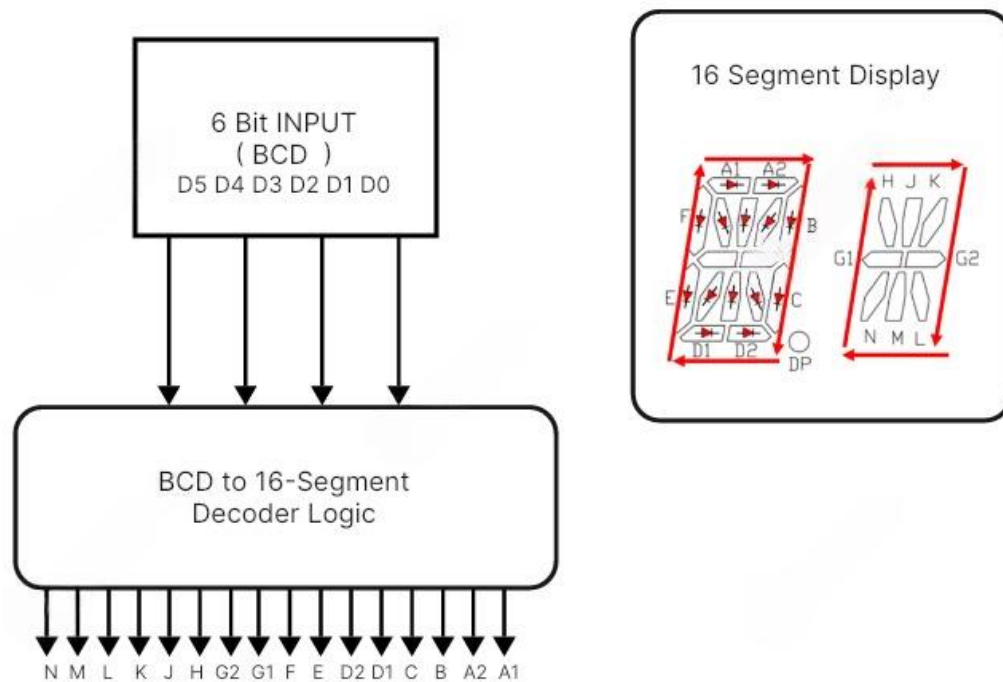 6 Bit INPUT
( BCD )
D5 D4 D3 D2 D1 D0
16 Segment Display
A1 A2
F
B
E
C
D1 D2
DP
H J K
G1
G2
N M L
BCD to 16-Segment
Decoder Logic
N M L K J H G2 G1 F E D2 D1 C B A2 A1